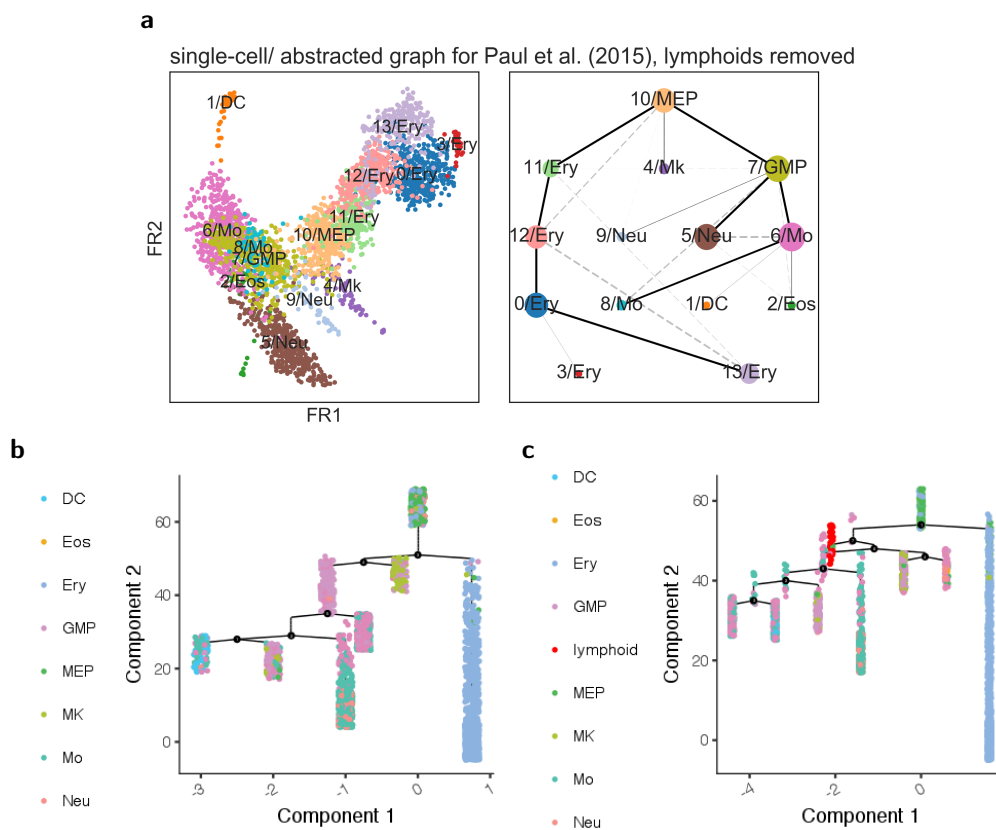 a
single-cell/ abstracted graph for Paul et al. (2015), lymphoids removed
1/DC
13/Ery
3/Ery
12/Ery
0/Ery
11/Ery
6/Mo
10/MEP
8/Mo
7/GMP
2/Eos
4/Mk
9/Neu
5/Neu
FR2
FR1
10/MEP
11/Ery
4/Mk
7/GMP
12/Ery
9/Neu
5/Neu
6/Mo
0/Ery
8/Mo
1/DC
2/Eos
3/Ery
13/Ery
b
DC
Eos
Ery
GMP
MEP
MK
Mo
Neu
Component 2
60
40
20
0
-3
-2
-1
0
1
Component 1
c
DC
Eos
Ery
GMP
lymphoid
MEP
MK
Mo
Neu
Component 2
60
40
20
0
-4
-2
0
Component 1